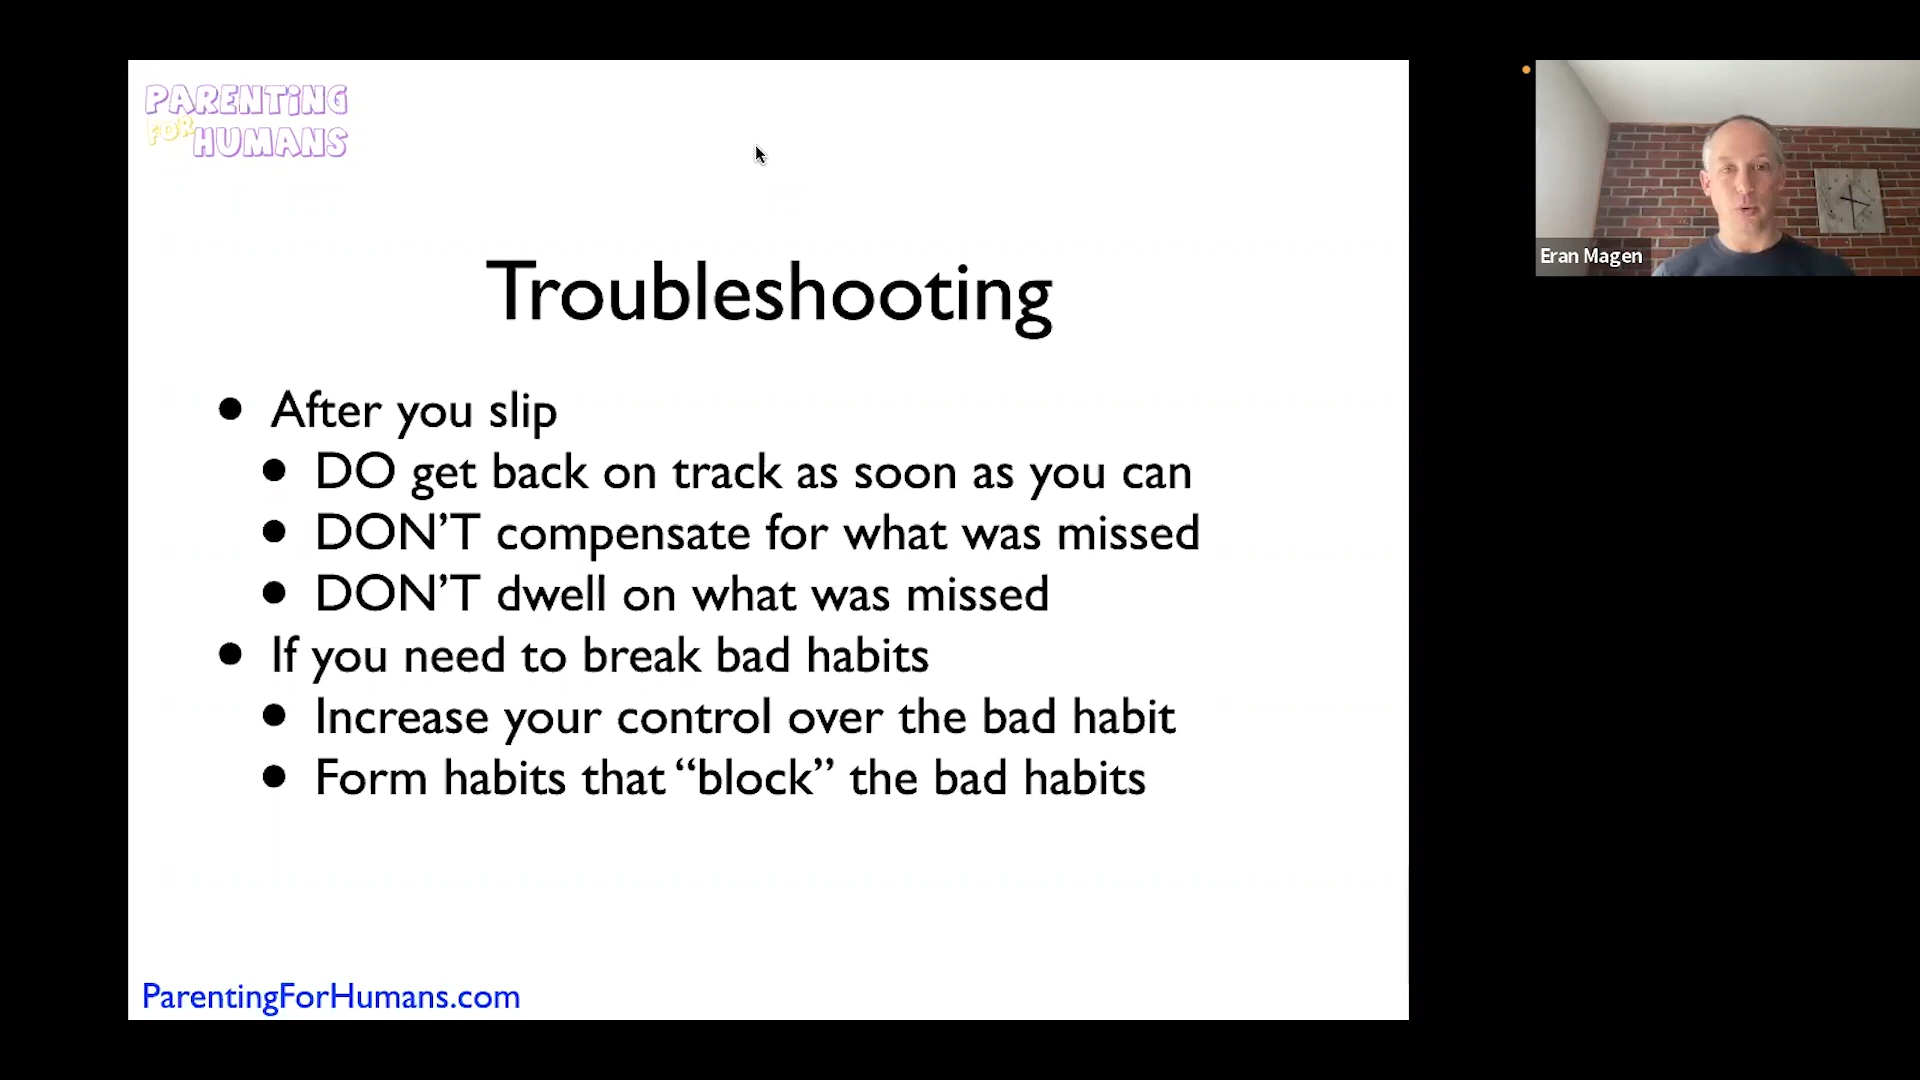 PARENTING
FOR HUMANS
Troubleshooting
• After you slip
• DO get back on track as soon as you can
• DON’T compensate for what was missed
• DON’T dwell on what was missed
• If you need to break bad habits
• Increase your control over the bad habit
• Form habits that “block” the bad habits
ParentingForHumans.com
Eran Magen